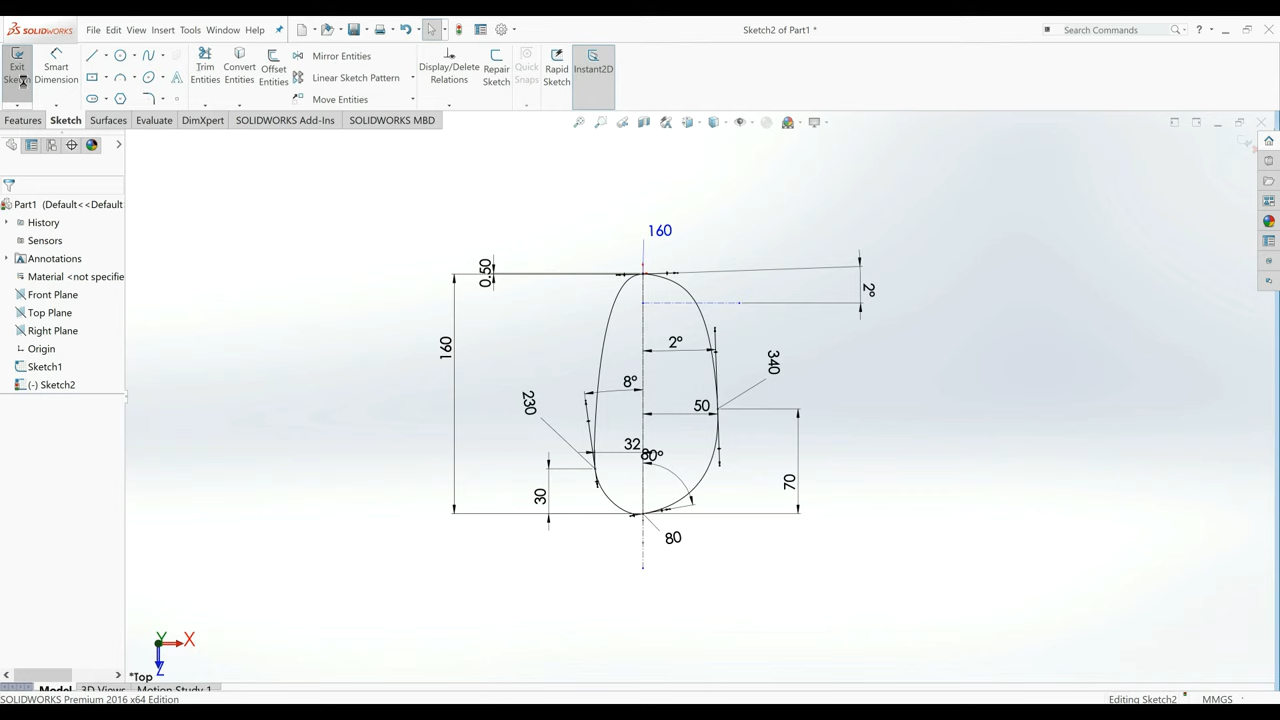 SOLIDWORKS
File Edit View Insert Tools Window Help
Sketch2 of Part1 *
Search Commands
Exit Sketch
Smart Dimension
Trim Entities
Convert Entities
Offset Entities
Mirror Entities
Linear Sketch Pattern
Move Entities
Display/Delete Relations
Repair Sketch
Quick Snaps
Rapid Sketch
Instant2D
Features Sketch Surfaces Evaluate DimXpert SOLIDWORKS Add-Ins SOLIDWORKS MBD
Part1 (Default<<Default
History
Sensors
Annotations
Material <not specifie
Front Plane
Top Plane
Right Plane
Origin
Sketch1
(-) Sketch2
160
0.50
2°
160
2°
340
8°
230
50
32
80°
70
30
80
Y
X
Z
*Top
Model 3D Views Motion Study 1
SOLIDWORKS Premium 2016 x64 Edition
Editing Sketch2
MMGS